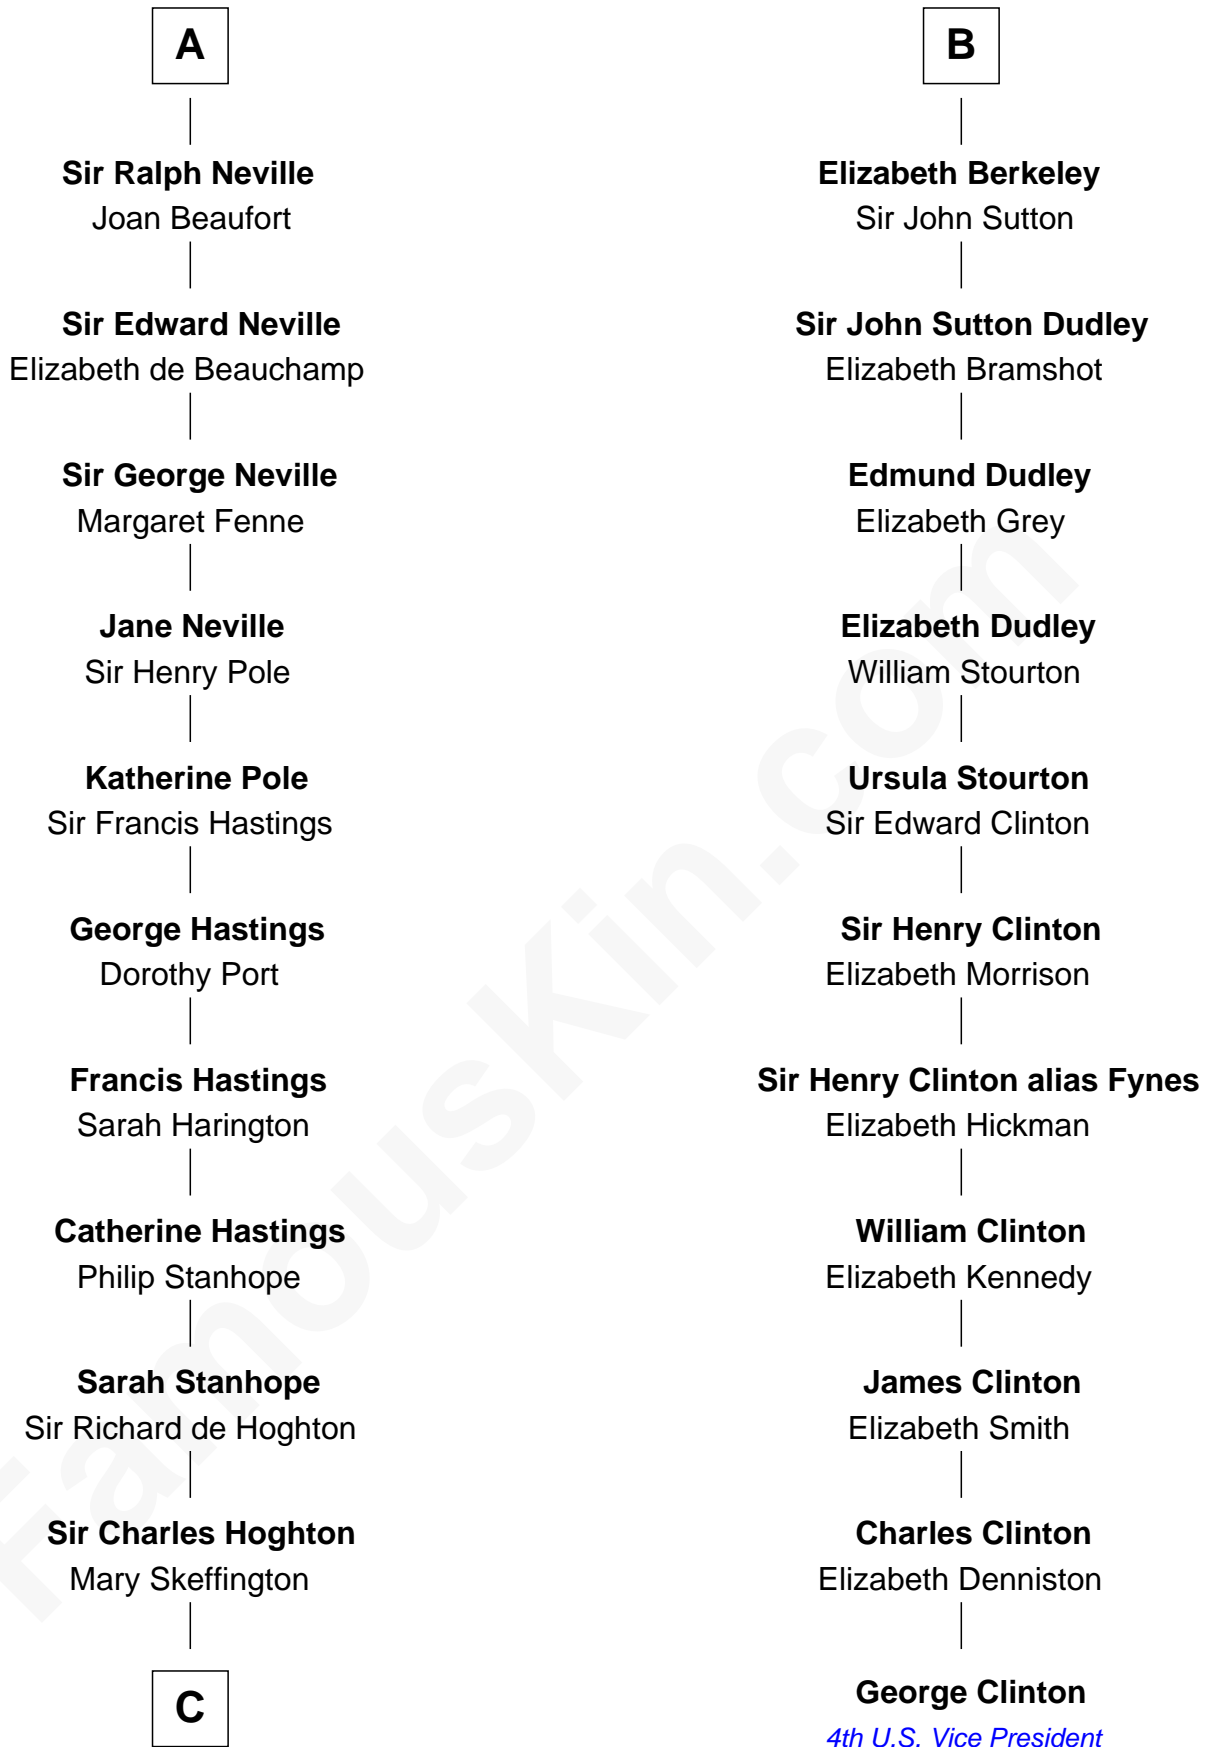 A
Sir Ralph Neville
Joan Beaufort
Sir Edward Neville
Elizabeth de Beauchamp
Sir George Neville
Margaret Fenne
Jane Neville
Sir Henry Pole
Katherine Pole
Sir Francis Hastings
George Hastings
Dorothy Port
Francis Hastings
Sarah Harington
Catherine Hastings
Philip Stanhope
Sarah Stanhope
Sir Richard de Hoghton
Sir Charles Hoghton
Mary Skeffington
C
B
Elizabeth Berkeley
Sir John Sutton
Sir John Sutton Dudley
Elizabeth Bramshot
Edmund Dudley
Elizabeth Grey
Elizabeth Dudley
William Stourton
Ursula Stourton
Sir Edward Clinton
Sir Henry Clinton
Elizabeth Morrison
Sir Henry Clinton alias Fynes
Elizabeth Hickman
William Clinton
Elizabeth Kennedy
James Clinton
Elizabeth Smith
Charles Clinton
Elizabeth Denniston
George Clinton
4th U.S. Vice President
FamousKin.com